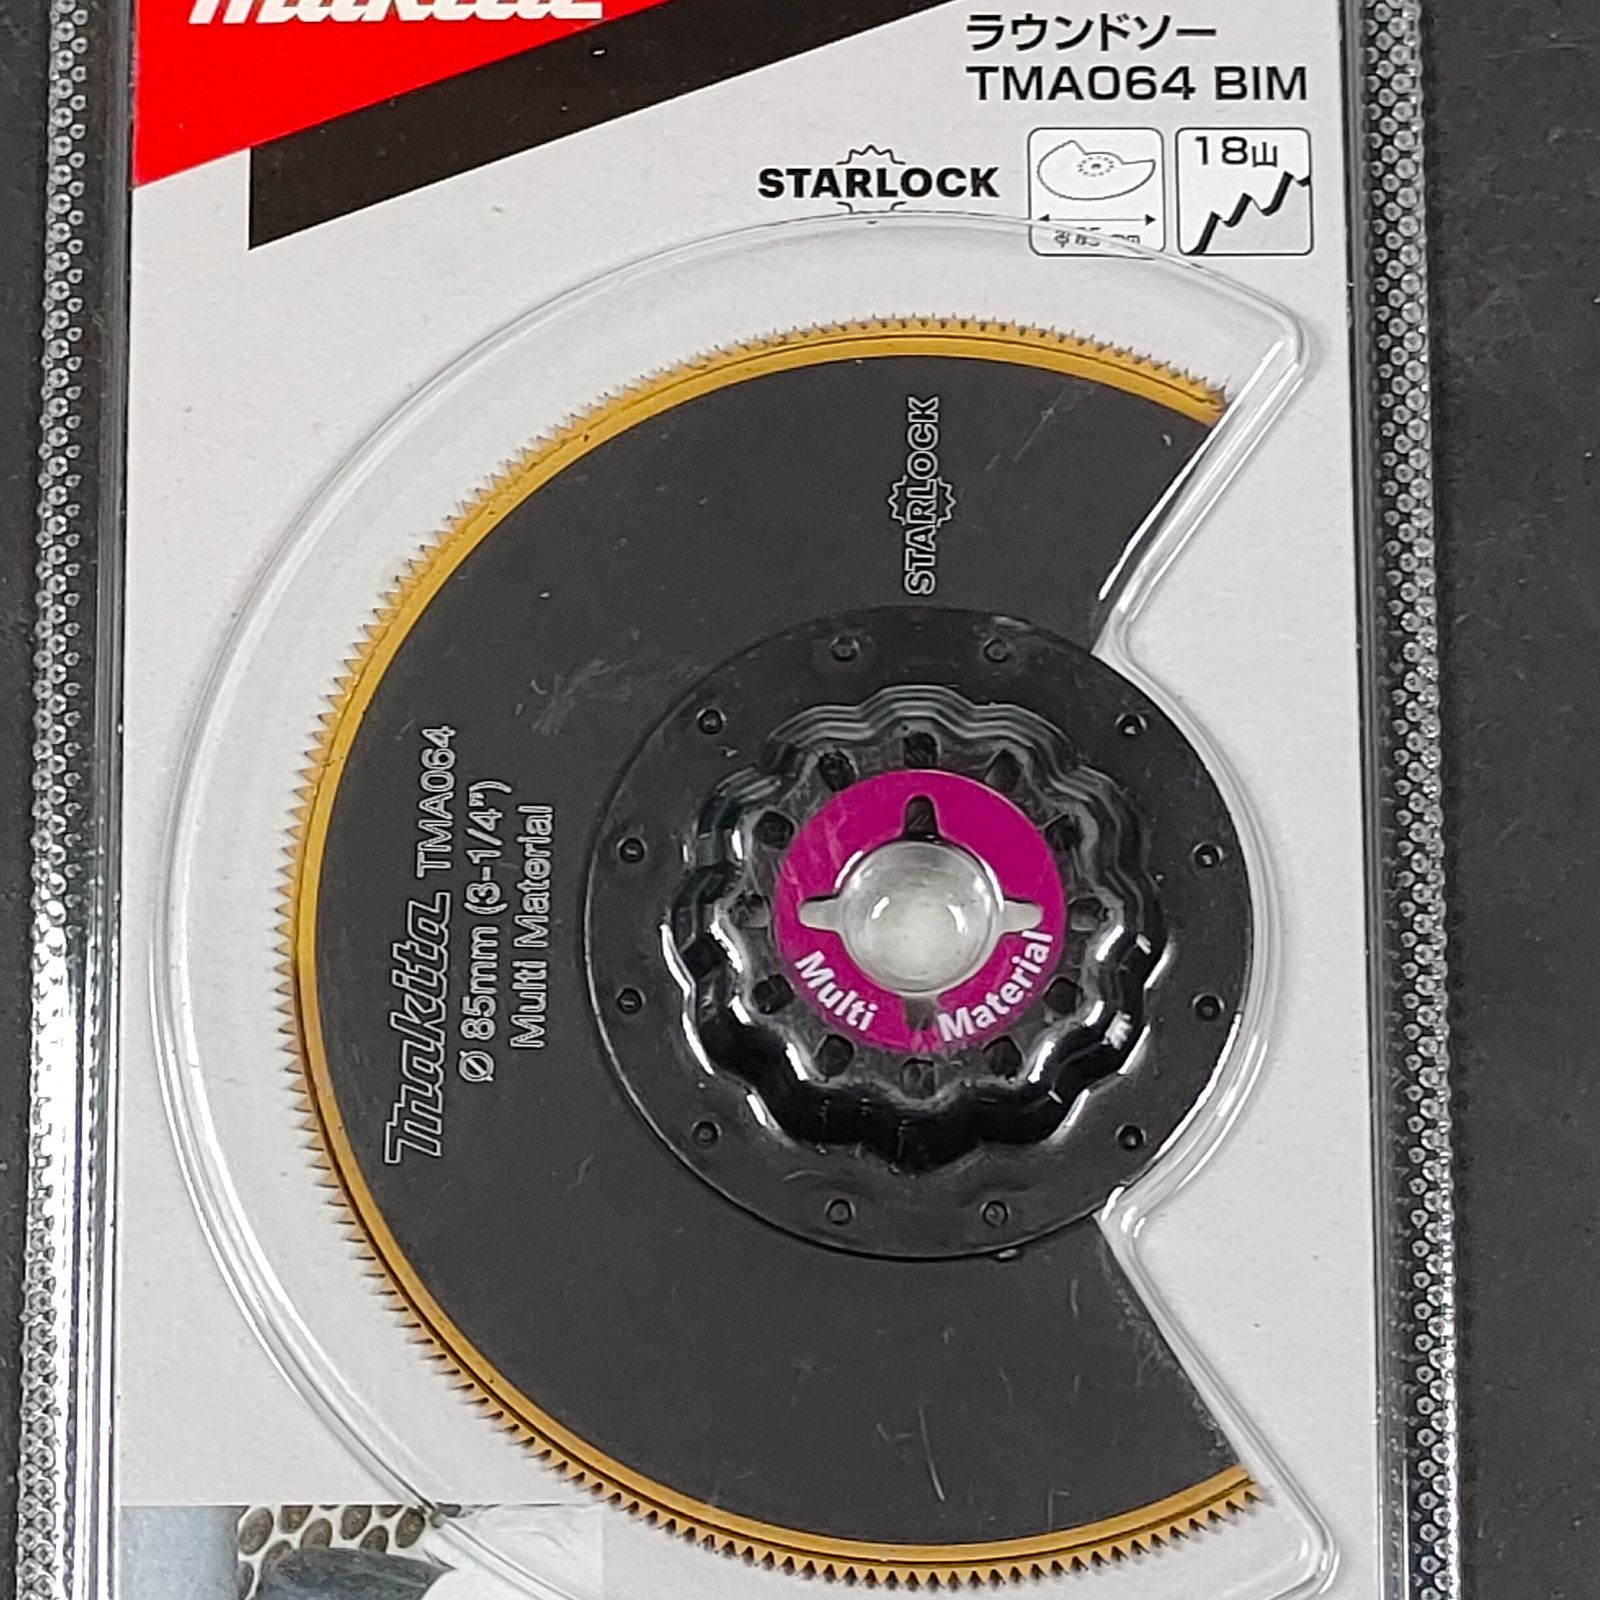 makita
ラウンドソー
TMA064 BIM
STARLOCK
18山
STARLOCK
makita TMA064
Ø 85mm (3-1/4")
Multi Material
Multi Material